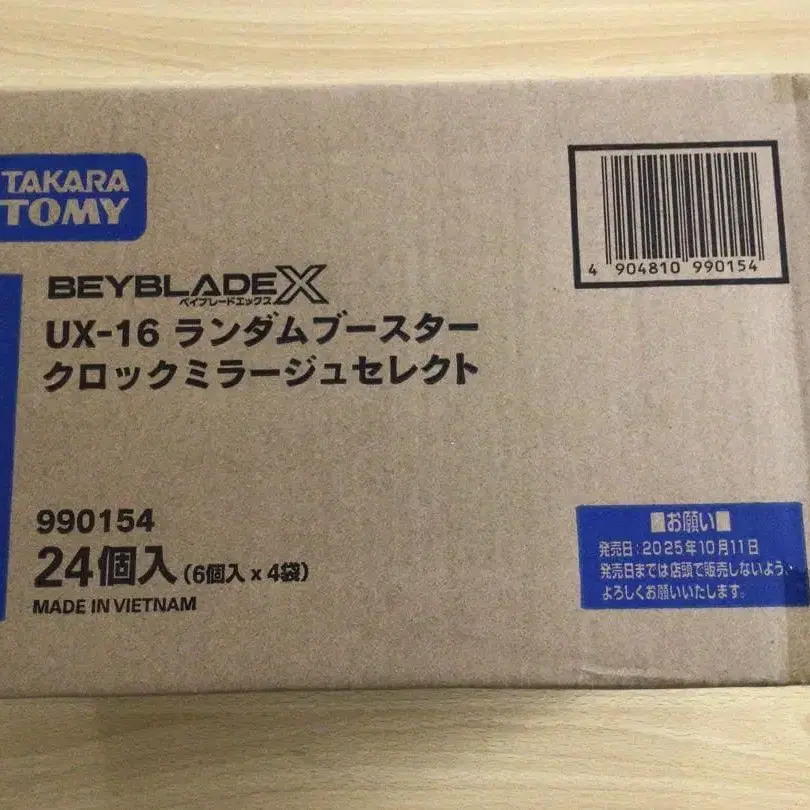 TAKARA
TOMY
4 904810 990154
BEYBLADE X
ベイブレードエックス
UX-16 ランダムブースター
クロックミラージュセレクト
990154
24個入(6個入×4袋)
MADE IN VIETNAM
■お願い■
発売日:2025年10月11日
発売日までは店頭で販売しないよう、
よろしくお願いいたします。